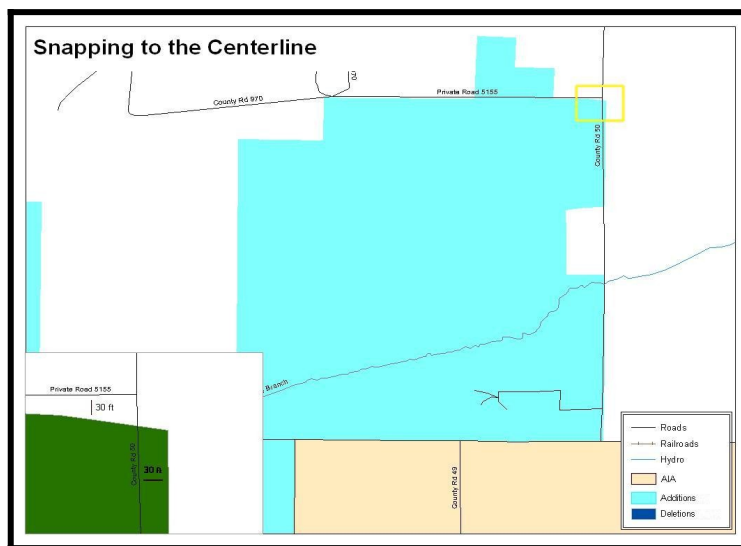 Snapping to the Centerline
70
County Rd 970
Private Road 5155
County Rd 50
Branch
Private Road 5155
30 ft
County Rd 50
30 ft
County Rd 49
Roads
Railroads
Hydro
AIA
Additions
Deletions